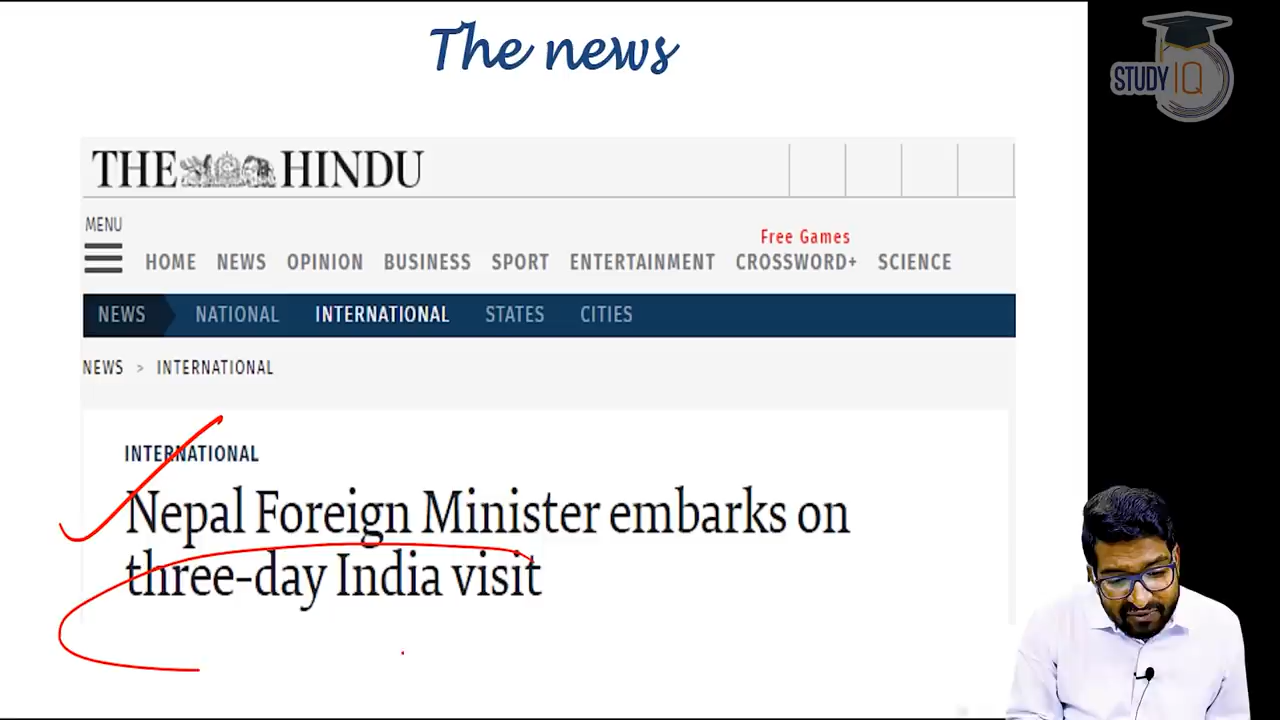 The news
STUDY IQ
THE HINDU
MENU
Free Games
HOME NEWS OPINION BUSINESS SPORT ENTERTAINMENT CROSSWORD+ SCIENCE
NEWS NATIONAL INTERNATIONAL STATES CITIES
NEWS > INTERNATIONAL
INTERNATIONAL
Nepal Foreign Minister embarks on
three-day India visit